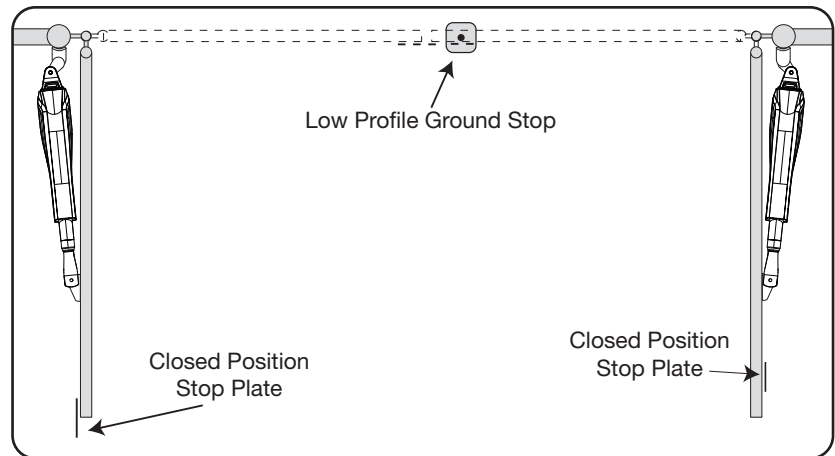 Low Profile Ground Stop
Closed Position
Stop Plate
Closed Position
Stop Plate